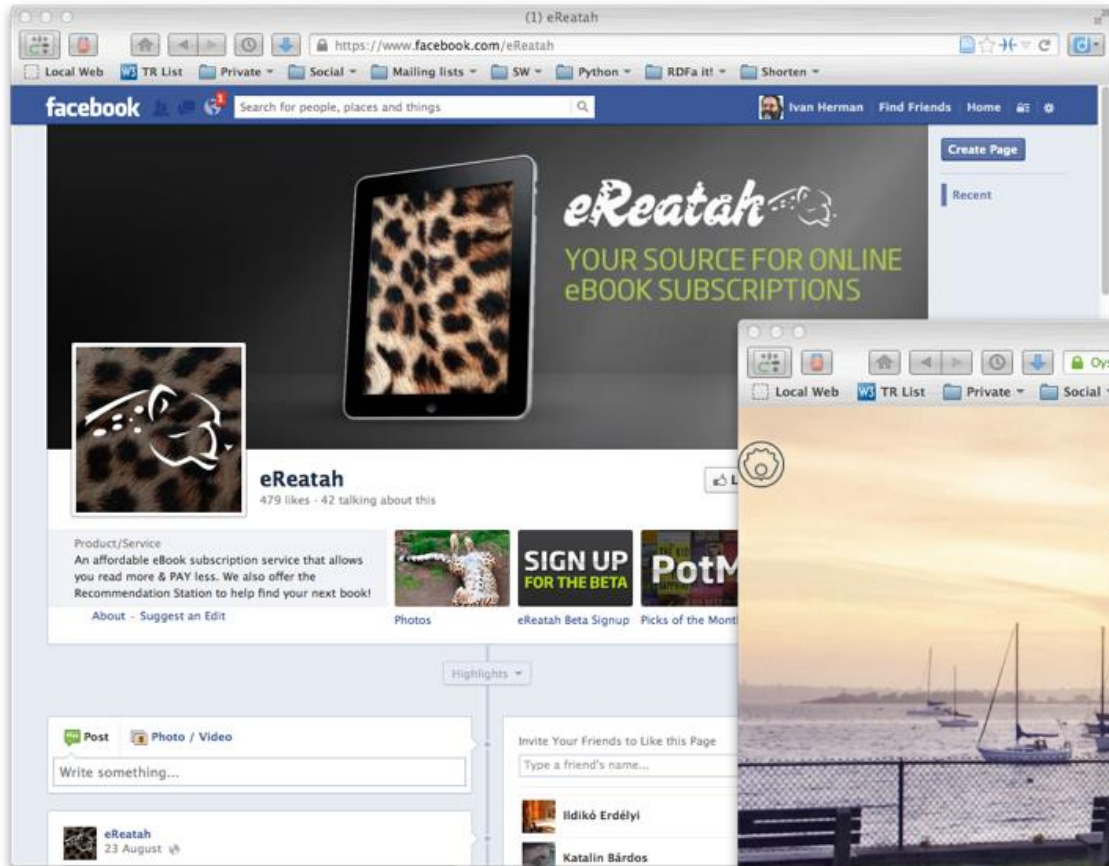 (1) eReatah
https://www.facebook.com/eReatah
Local Web TR List Private Social Mailing lists SW Python RDFa it! Shorten
facebook
1
Search for people, places and things
Ivan Herman Find Friends Home
Create Page
Recent
eReatah
YOUR SOURCE FOR ONLINE
eBOOK SUBSCRIPTIONS
Oys
Local Web TR List Private Social
eReatah
479 likes · 42 talking about this
L
Product/Service
An affordable eBook subscription service that allows
you read more & PAY less. We also offer the
Recommendation Station to help find your next book!
About - Suggest an Edit
SIGN UP
FOR THE BETA
PotM
Photos
eReatah Beta Signup
Picks of the Month
Highlights
Post Photo / Video
Write something...
Invite Your Friends to Like this Page
Type a friend's name...
Ildikó Erdélyi
Katalin Bárdos
eReatah
23 August